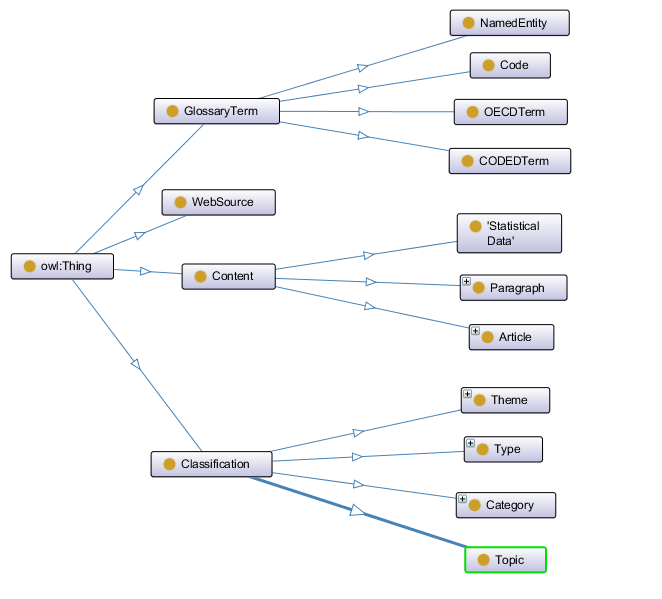 NamedEntity
Code
GlossaryTerm
OECDTerm
CODEDTerm
WebSource
'Statistical
Data'
owl:Thing
Content
Paragraph
Article
Theme
Type
Classification
Category
Topic